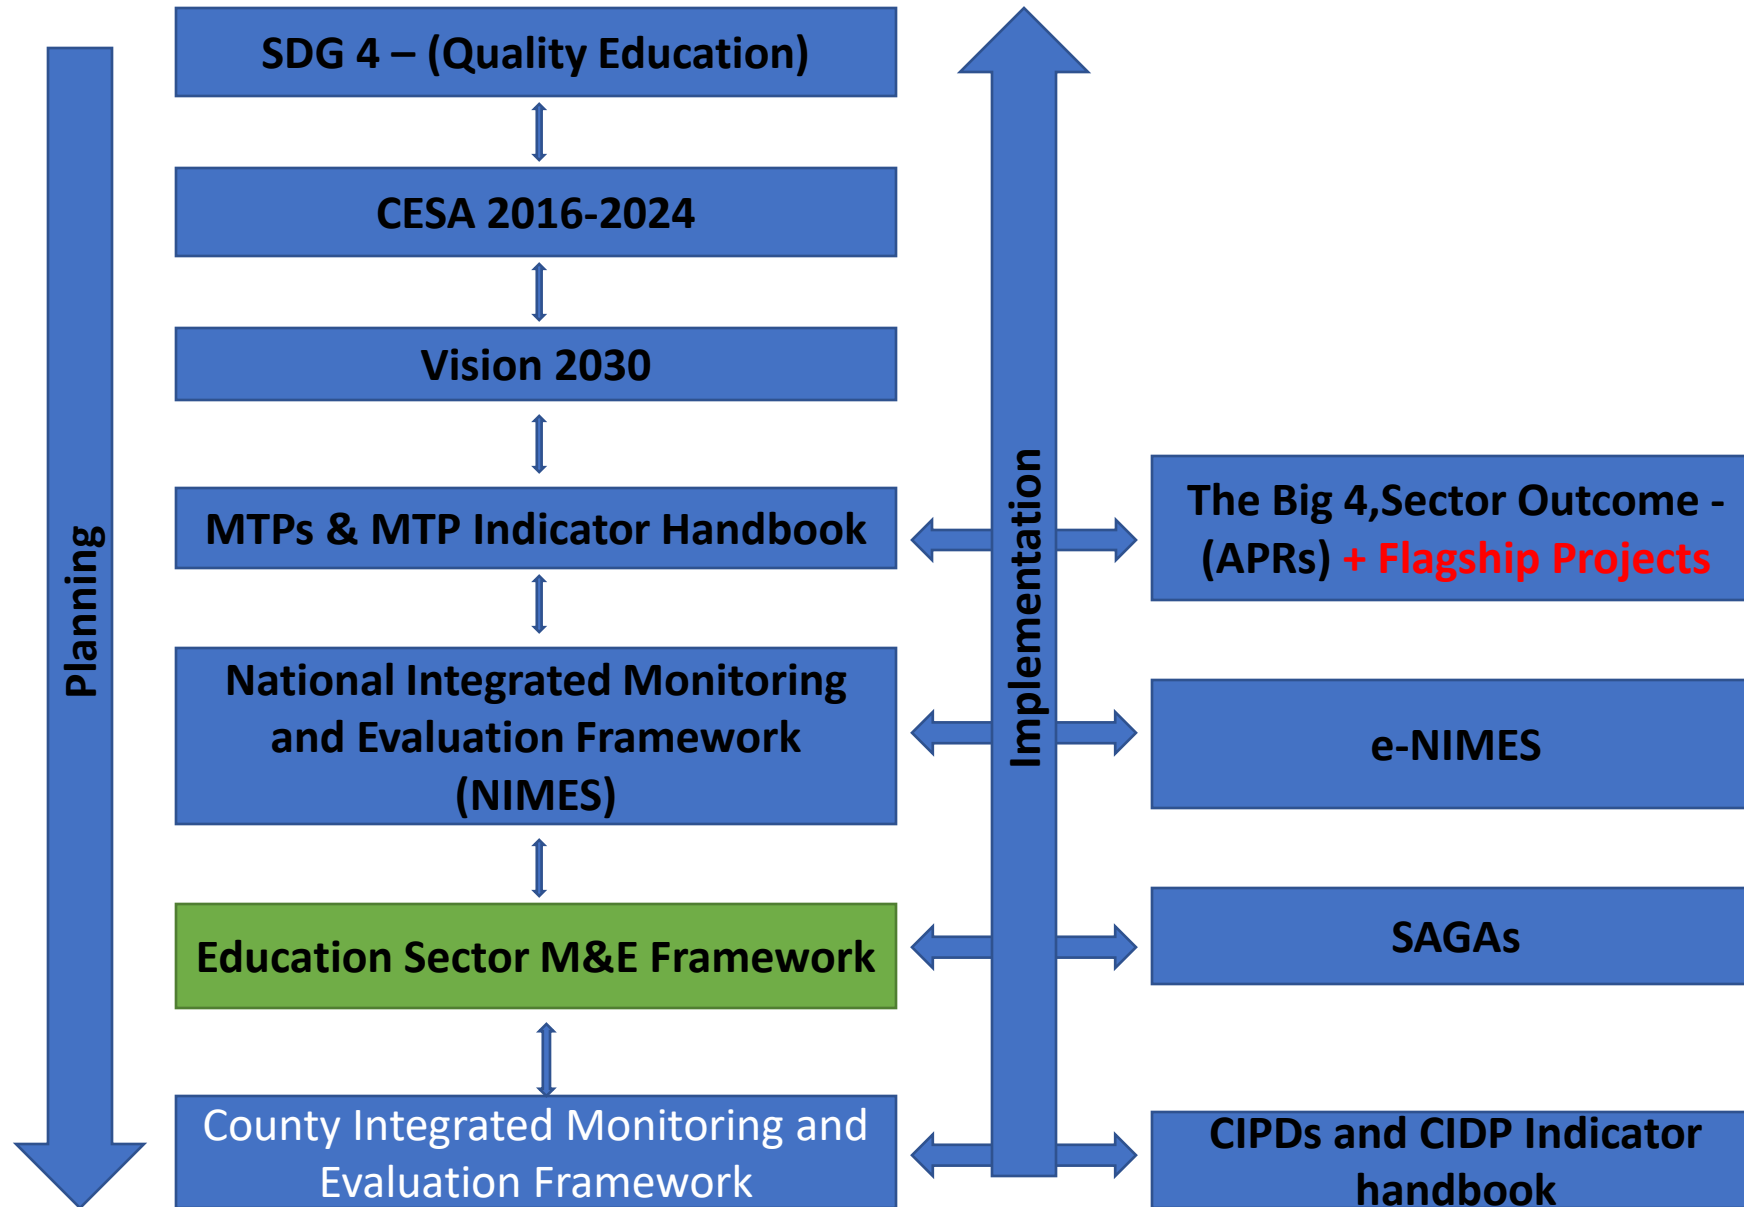 SDG 4 – (Quality Education)
CESA 2016-2024
Vision 2030
MTPs & MTP Indicator Handbook
National Integrated Monitoring
and Evaluation Framework
(NIMES)
Education Sector M&E Framework
County Integrated Monitoring and
Evaluation Framework
Planning
Implementation
The Big 4,Sector Outcome -
(APRs) + Flagship Projects
e-NIMES
SAGAs
CIPDs and CIDP Indicator
handbook